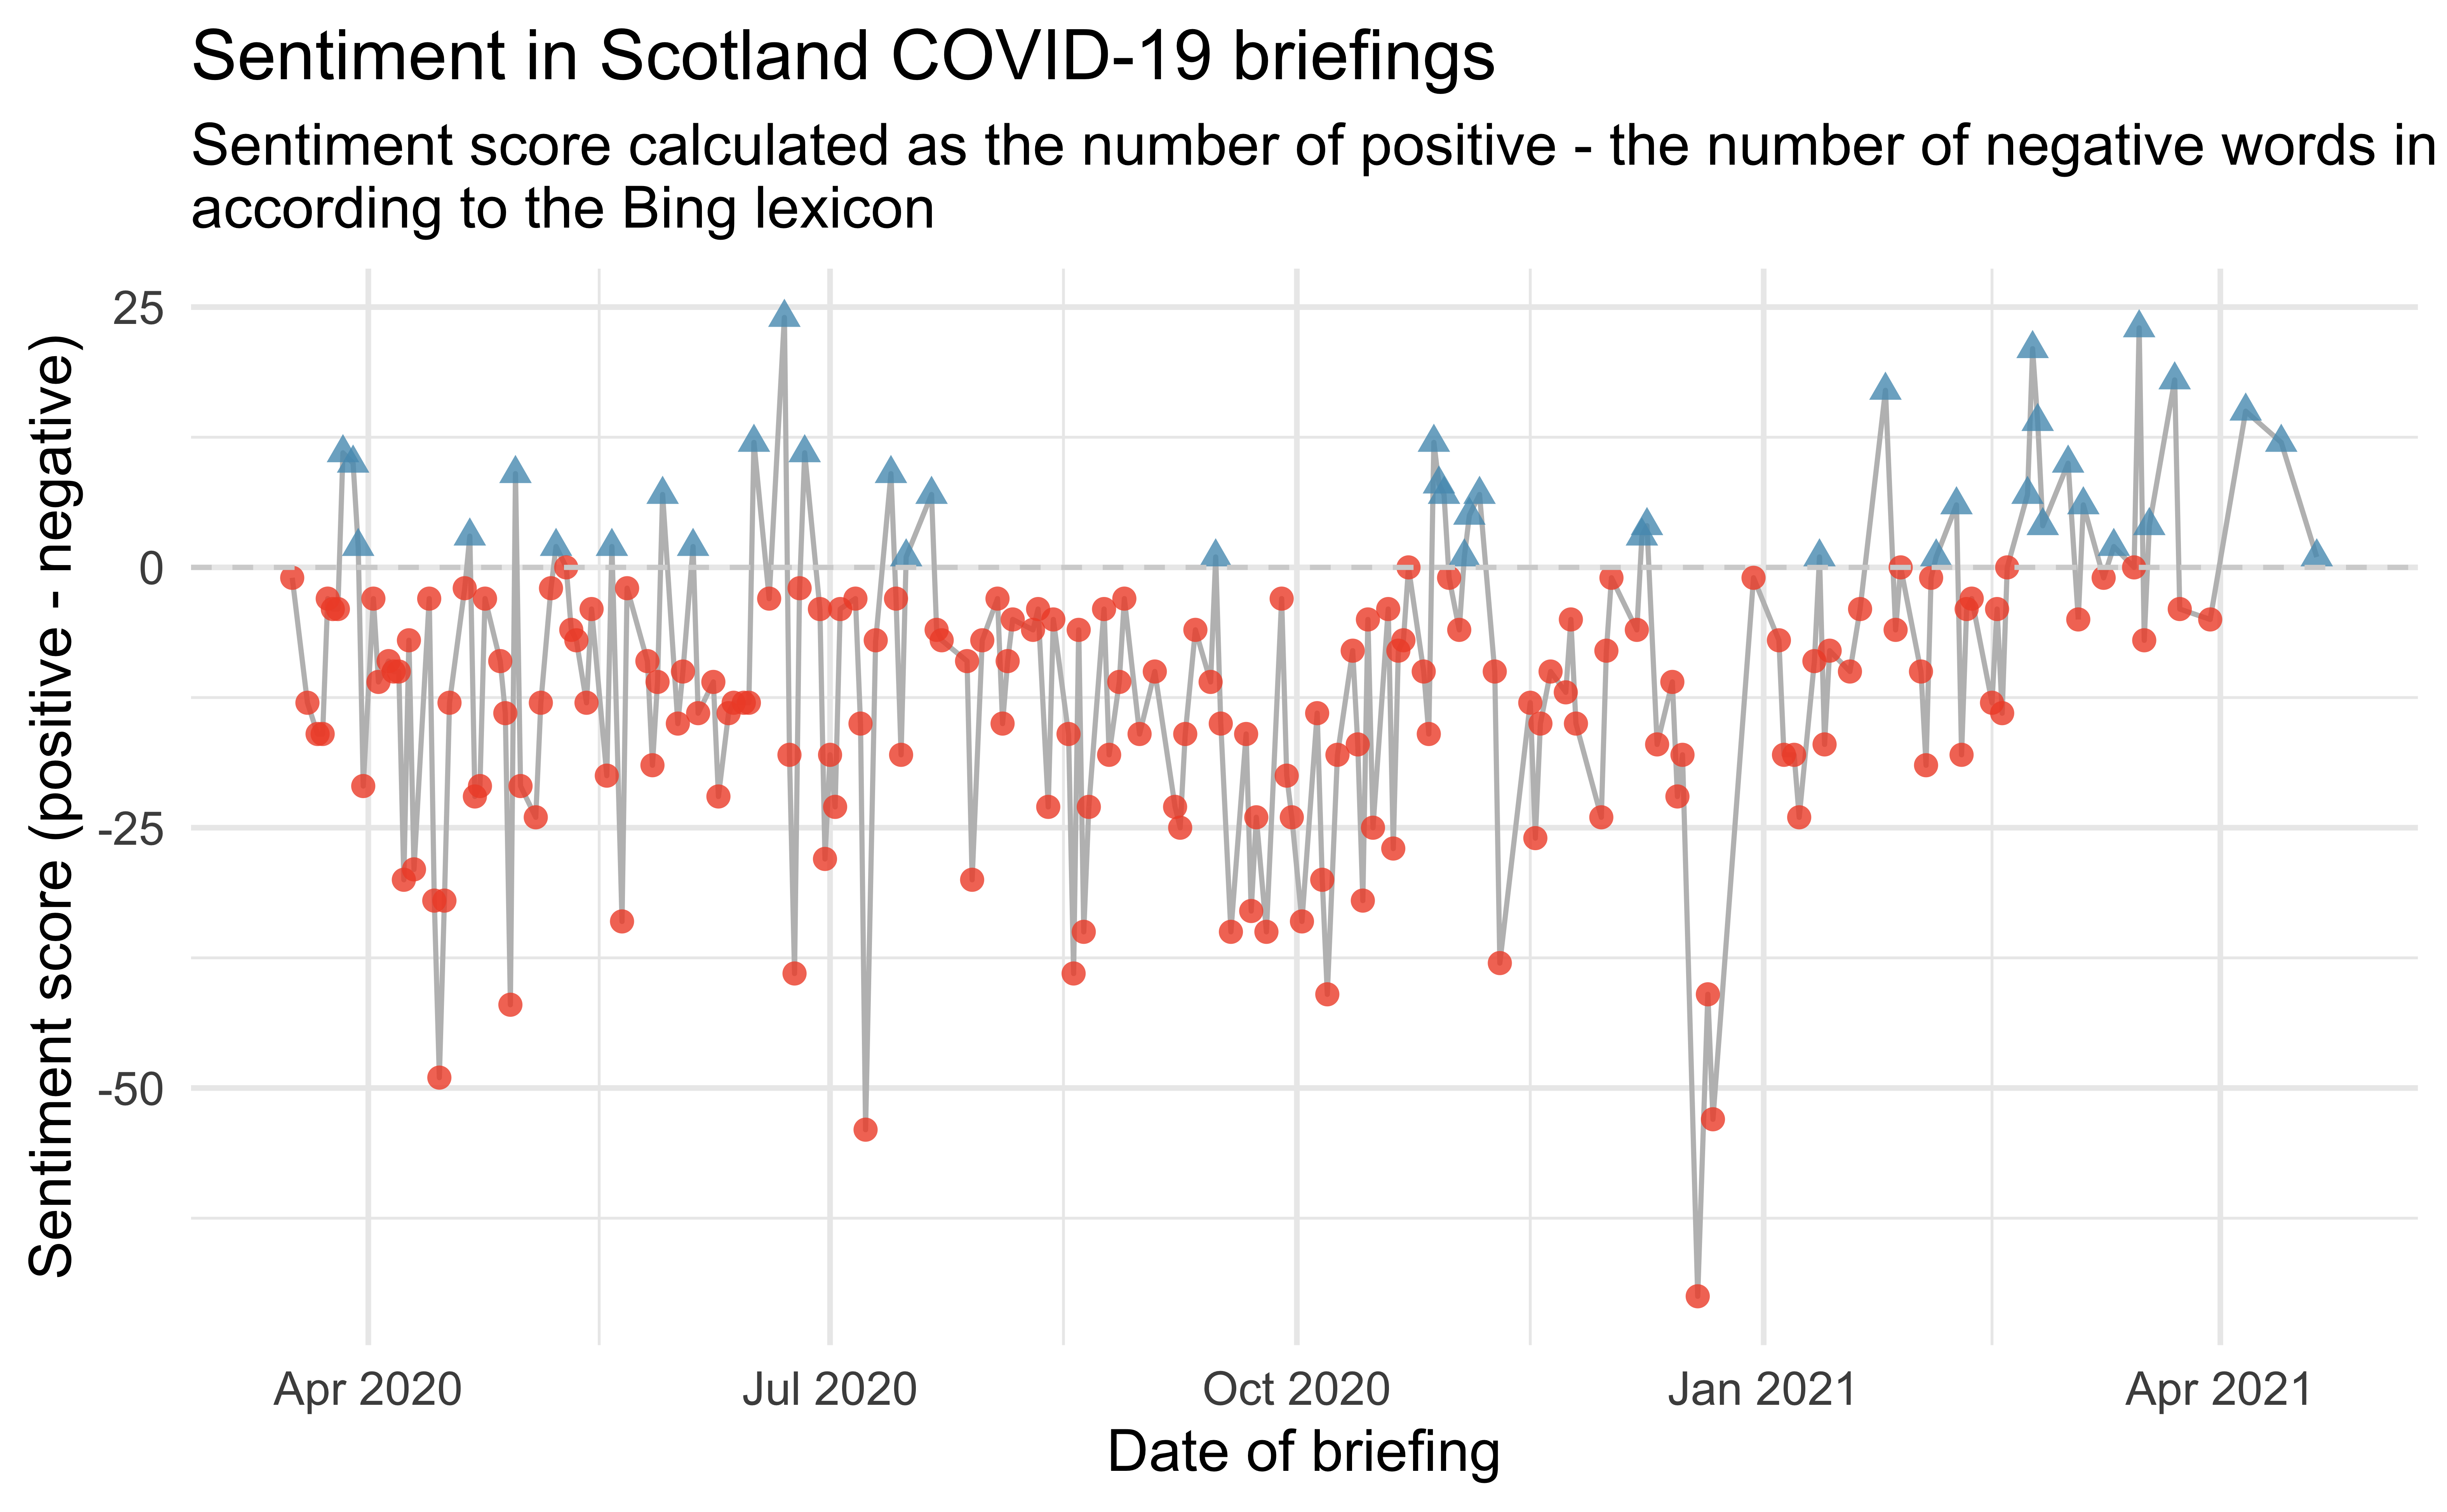 Sentiment in Scotland COVID-19 briefings
Sentiment score calculated as the number of positive - the number of negative words in
according to the Bing lexicon
Sentiment score (positive - negative)
25
0
-25
-50
Apr 2020
Jul 2020
Oct 2020
Jan 2021
Apr 2021
Date of briefing